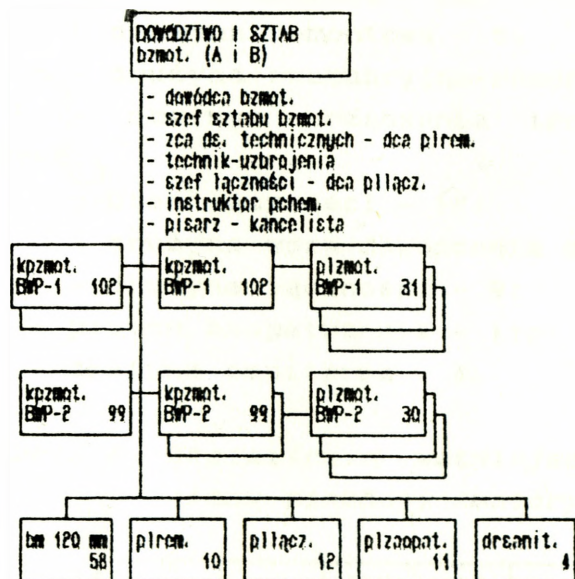 DOWÓDZTWO I SZTAB
bzmot. (A i B)
- dowódca bzmot.
- szef sztabu bzmot.
- zca ds. technicznych - dca plrem.
- technik-uzbrojenia
- szef łączności - dca płłącz.
- instruktor pchem.
- pisarz - kancelista
kpzmot.
BWP-1 102
kpzmot.
BWP-1 102
plzmot.
BWP-1 31
kpzmot.
BWP-2 99
kpzmot.
BWP-2 99
plzmot.
BWP-2 30
bm 120 mm
58
plrem.
10
płłącz.
12
plzaopat.
11
drsanit.
4